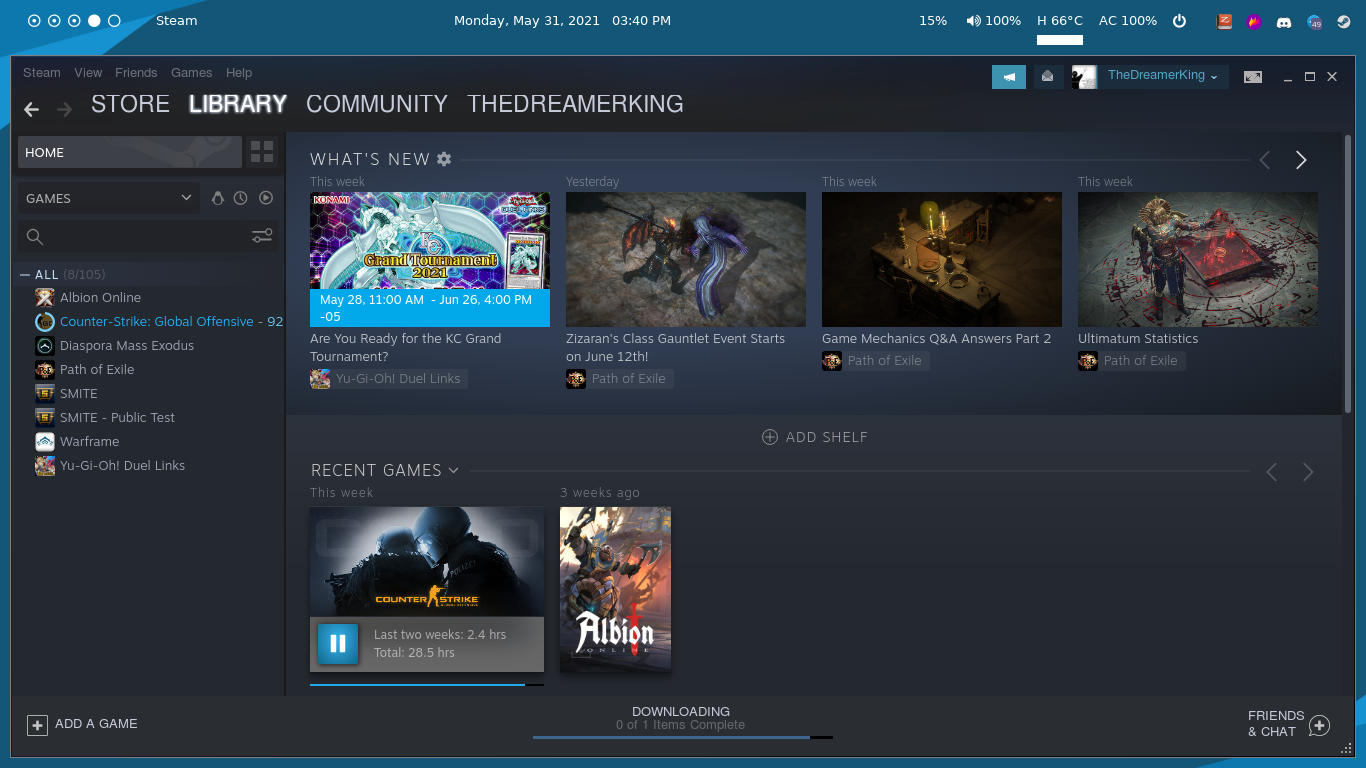 Steam
Monday, May 31, 2021 03:40 PM
15% 100% H 66°C AC 100%
49
Steam View Friends Games Help
TheDreamerKing
STORE LIBRARY COMMUNITY THEDREAMERKING
HOME
GAMES
ALL (8/105)
Albion Online
Counter-Strike: Global Offensive - 92
Diaspora Mass Exodus
Path of Exile
SMITE
SMITE - Public Test
Warframe
Yu-Gi-Oh! Duel Links
WHAT'S NEW
This week
KONAMI
DUEL LINKS
KC
Grand Tournament
2021
May 28, 11:00 AM - Jun 26, 4:00 PM
-05
Are You Ready for the KC Grand
Tournament?
Yu-Gi-Oh! Duel Links
Yesterday
Zizaran's Class Gauntlet Event Starts
on June 12th!
Path of Exile
This week
Game Mechanics Q&A Answers Part 2
Path of Exile
This week
Ultimatum Statistics
Path of Exile
ADD SHELF
RECENT GAMES
This week
POLIZEI
COUNTER STRIKE
GLOBAL OFFENSIVE
Last two weeks: 2.4 hrs
Total: 28.5 hrs
3 weeks ago
Albion
ONLINE
ADD A GAME
DOWNLOADING
0 of 1 Items Complete
FRIENDS
& CHAT